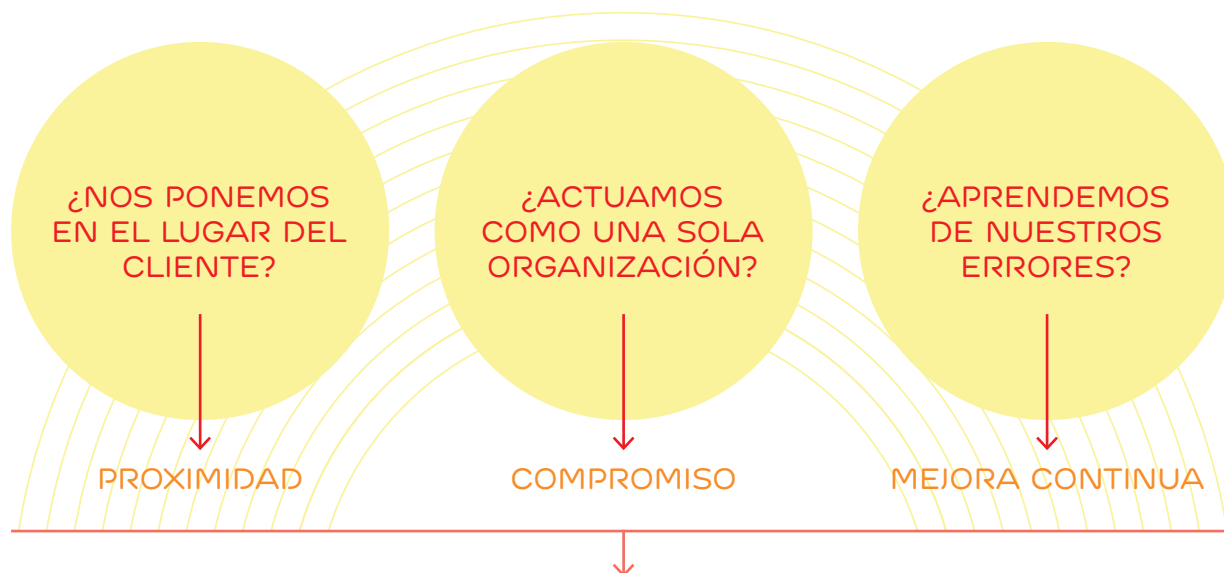 ¿NOS PONEMOS
EN EL LUGAR DEL
CLIENTE?
PROXIMIDAD
¿ACTUAMOS
COMO UNA SOLA
ORGANIZACIÓN?
COMPROMISO
¿APRENDEMOS
DE NUESTROS
ERRORES?
MEJORA CONTINUA